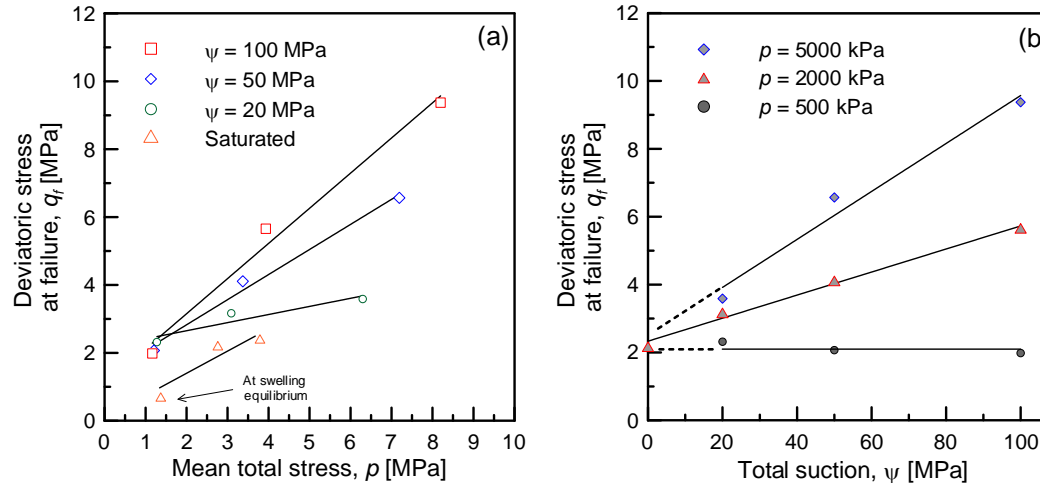 (a)
ψ = 100 MPa
ψ = 50 MPa
ψ = 20 MPa
Saturated
At swelling
equilibrium
Deviatoric stress
at failure, qf [MPa]
0
2
4
6
8
10
12
0 1 2 3 4 5 6 7 8 9 10
Mean total stress, p [MPa]
(b)
p = 5000 kPa
p = 2000 kPa
p = 500 kPa
Deviatoric stress
at failure, qf [MPa]
0
2
4
6
8
10
12
0 20 40 60 80 100
Total suction, ψ [MPa]